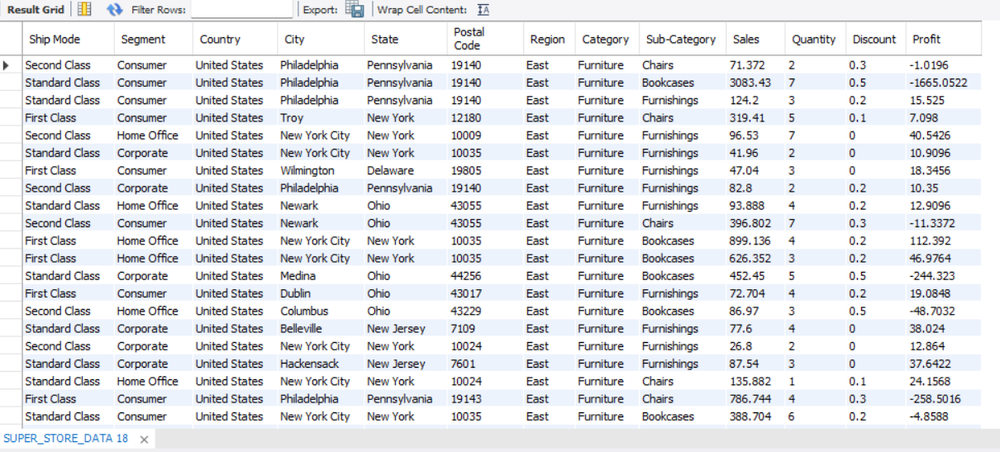 Result Grid Filter Rows: Export: Wrap Cell Content: IA
Ship Mode Segment Country City State Postal Code Region Category Sub-Category Sales Quantity Discount Profit
Second Class Consumer United States Philadelphia Pennsylvania 19140 East Furniture Chairs 71.372 2 0.3 -1.0196
Standard Class Consumer United States Philadelphia Pennsylvania 19140 East Furniture Bookcases 3083.43 7 0.5 -1665.0522
Standard Class Consumer United States Philadelphia Pennsylvania 19140 East Furniture Furnishings 124.2 3 0.2 15.525
First Class Consumer United States Troy New York 12180 East Furniture Chairs 319.41 5 0.1 7.098
Second Class Home Office United States New York City New York 10009 East Furniture Furnishings 96.53 7 0 40.5426
Standard Class Corporate United States New York City New York 10035 East Furniture Furnishings 41.96 2 0 10.9096
First Class Consumer United States Wilmington Delaware 19805 East Furniture Furnishings 47.04 3 0 18.3456
Second Class Corporate United States Philadelphia Pennsylvania 19140 East Furniture Furnishings 82.8 2 0.2 10.35
Standard Class Home Office United States Newark Ohio 43055 East Furniture Furnishings 93.888 4 0.2 12.9096
Second Class Consumer United States Newark Ohio 43055 East Furniture Chairs 396.802 7 0.3 -11.3372
First Class Home Office United States New York City New York 10035 East Furniture Bookcases 899.136 4 0.2 112.392
First Class Home Office United States New York City New York 10035 East Furniture Bookcases 626.352 3 0.2 46.9764
Standard Class Corporate United States Medina Ohio 44256 East Furniture Bookcases 452.45 5 0.5 -244.323
First Class Consumer United States Dublin Ohio 43017 East Furniture Furnishings 72.704 4 0.2 19.0848
Second Class Home Office United States Columbus Ohio 43229 East Furniture Bookcases 86.97 3 0.5 -48.7032
Standard Class Corporate United States Belleville New Jersey 7109 East Furniture Furnishings 77.6 4 0 38.024
Second Class Corporate United States New York City New York 10024 East Furniture Furnishings 26.8 2 0 12.864
Standard Class Corporate United States Hackensack New Jersey 7601 East Furniture Furnishings 87.54 3 0 37.6422
Standard Class Home Office United States New York City New York 10024 East Furniture Chairs 135.882 1 0.1 24.1568
First Class Consumer United States Philadelphia Pennsylvania 19143 East Furniture Chairs 786.744 4 0.3 -258.5016
Standard Class Consumer United States New York City New York 10035 East Furniture Bookcases 388.704 6 0.2 -4.8588
SUPER_STORE_DATA 18